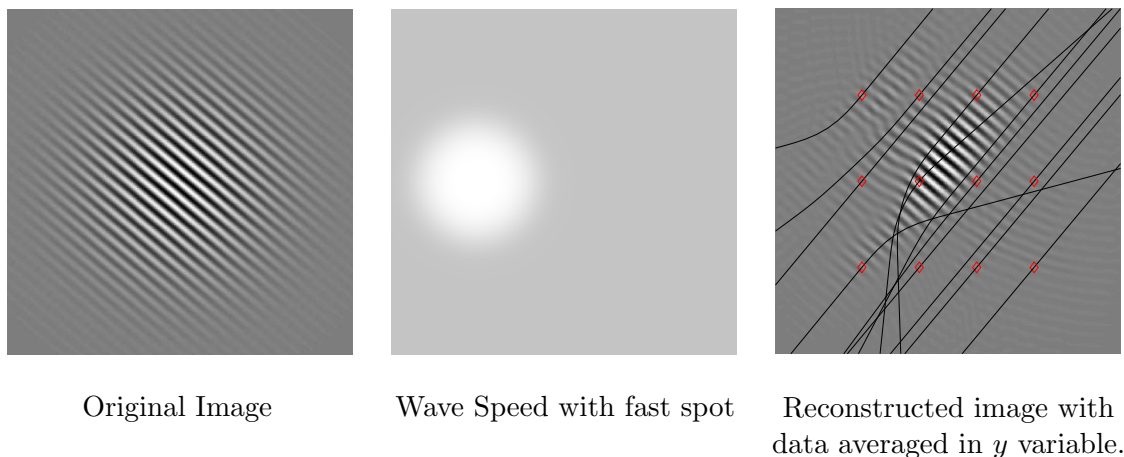 Original Image
Wave Speed with fast spot
Reconstructed image with
data averaged in y variable.